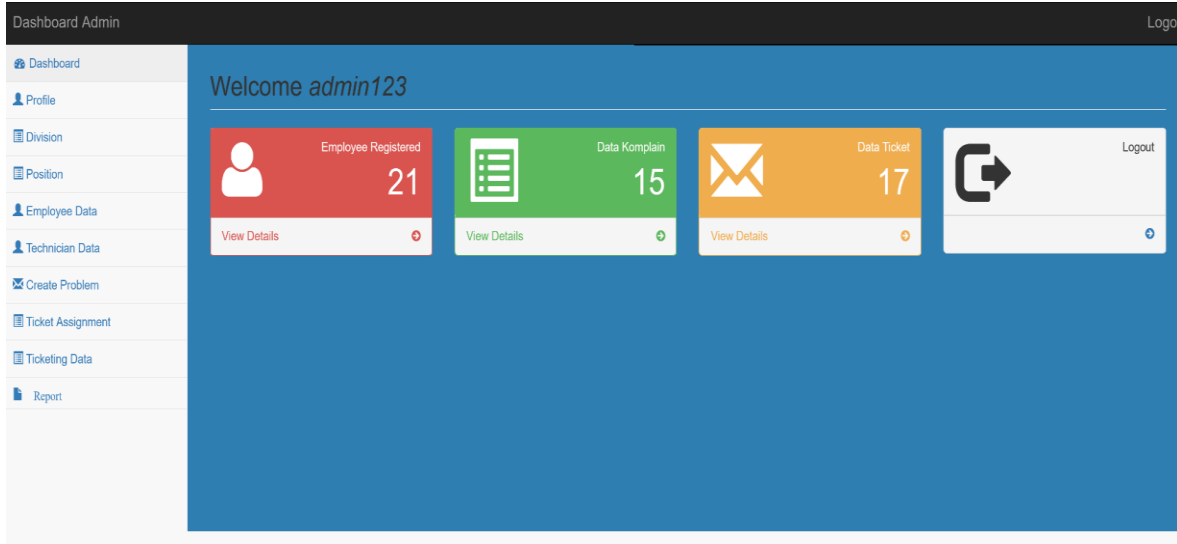 Dashboard Admin
Logo
Dashboard
Profile
Division
Position
Employee Data
Technician Data
Create Problem
Ticket Assignment
Ticketing Data
Report
Welcome admin123
Employee Registered
21
View Details
Data Komplain
15
View Details
Data Ticket
17
View Details
Logout